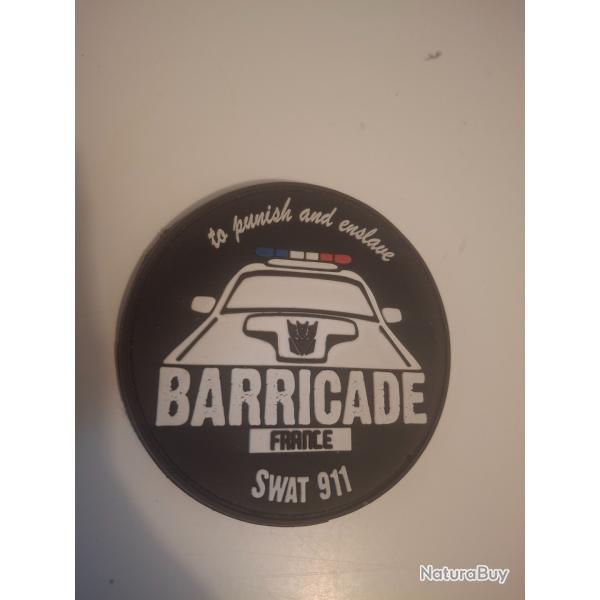 to punish and enslave
BARRICADE
FRANCE
SWAT 911
NaturaBuy